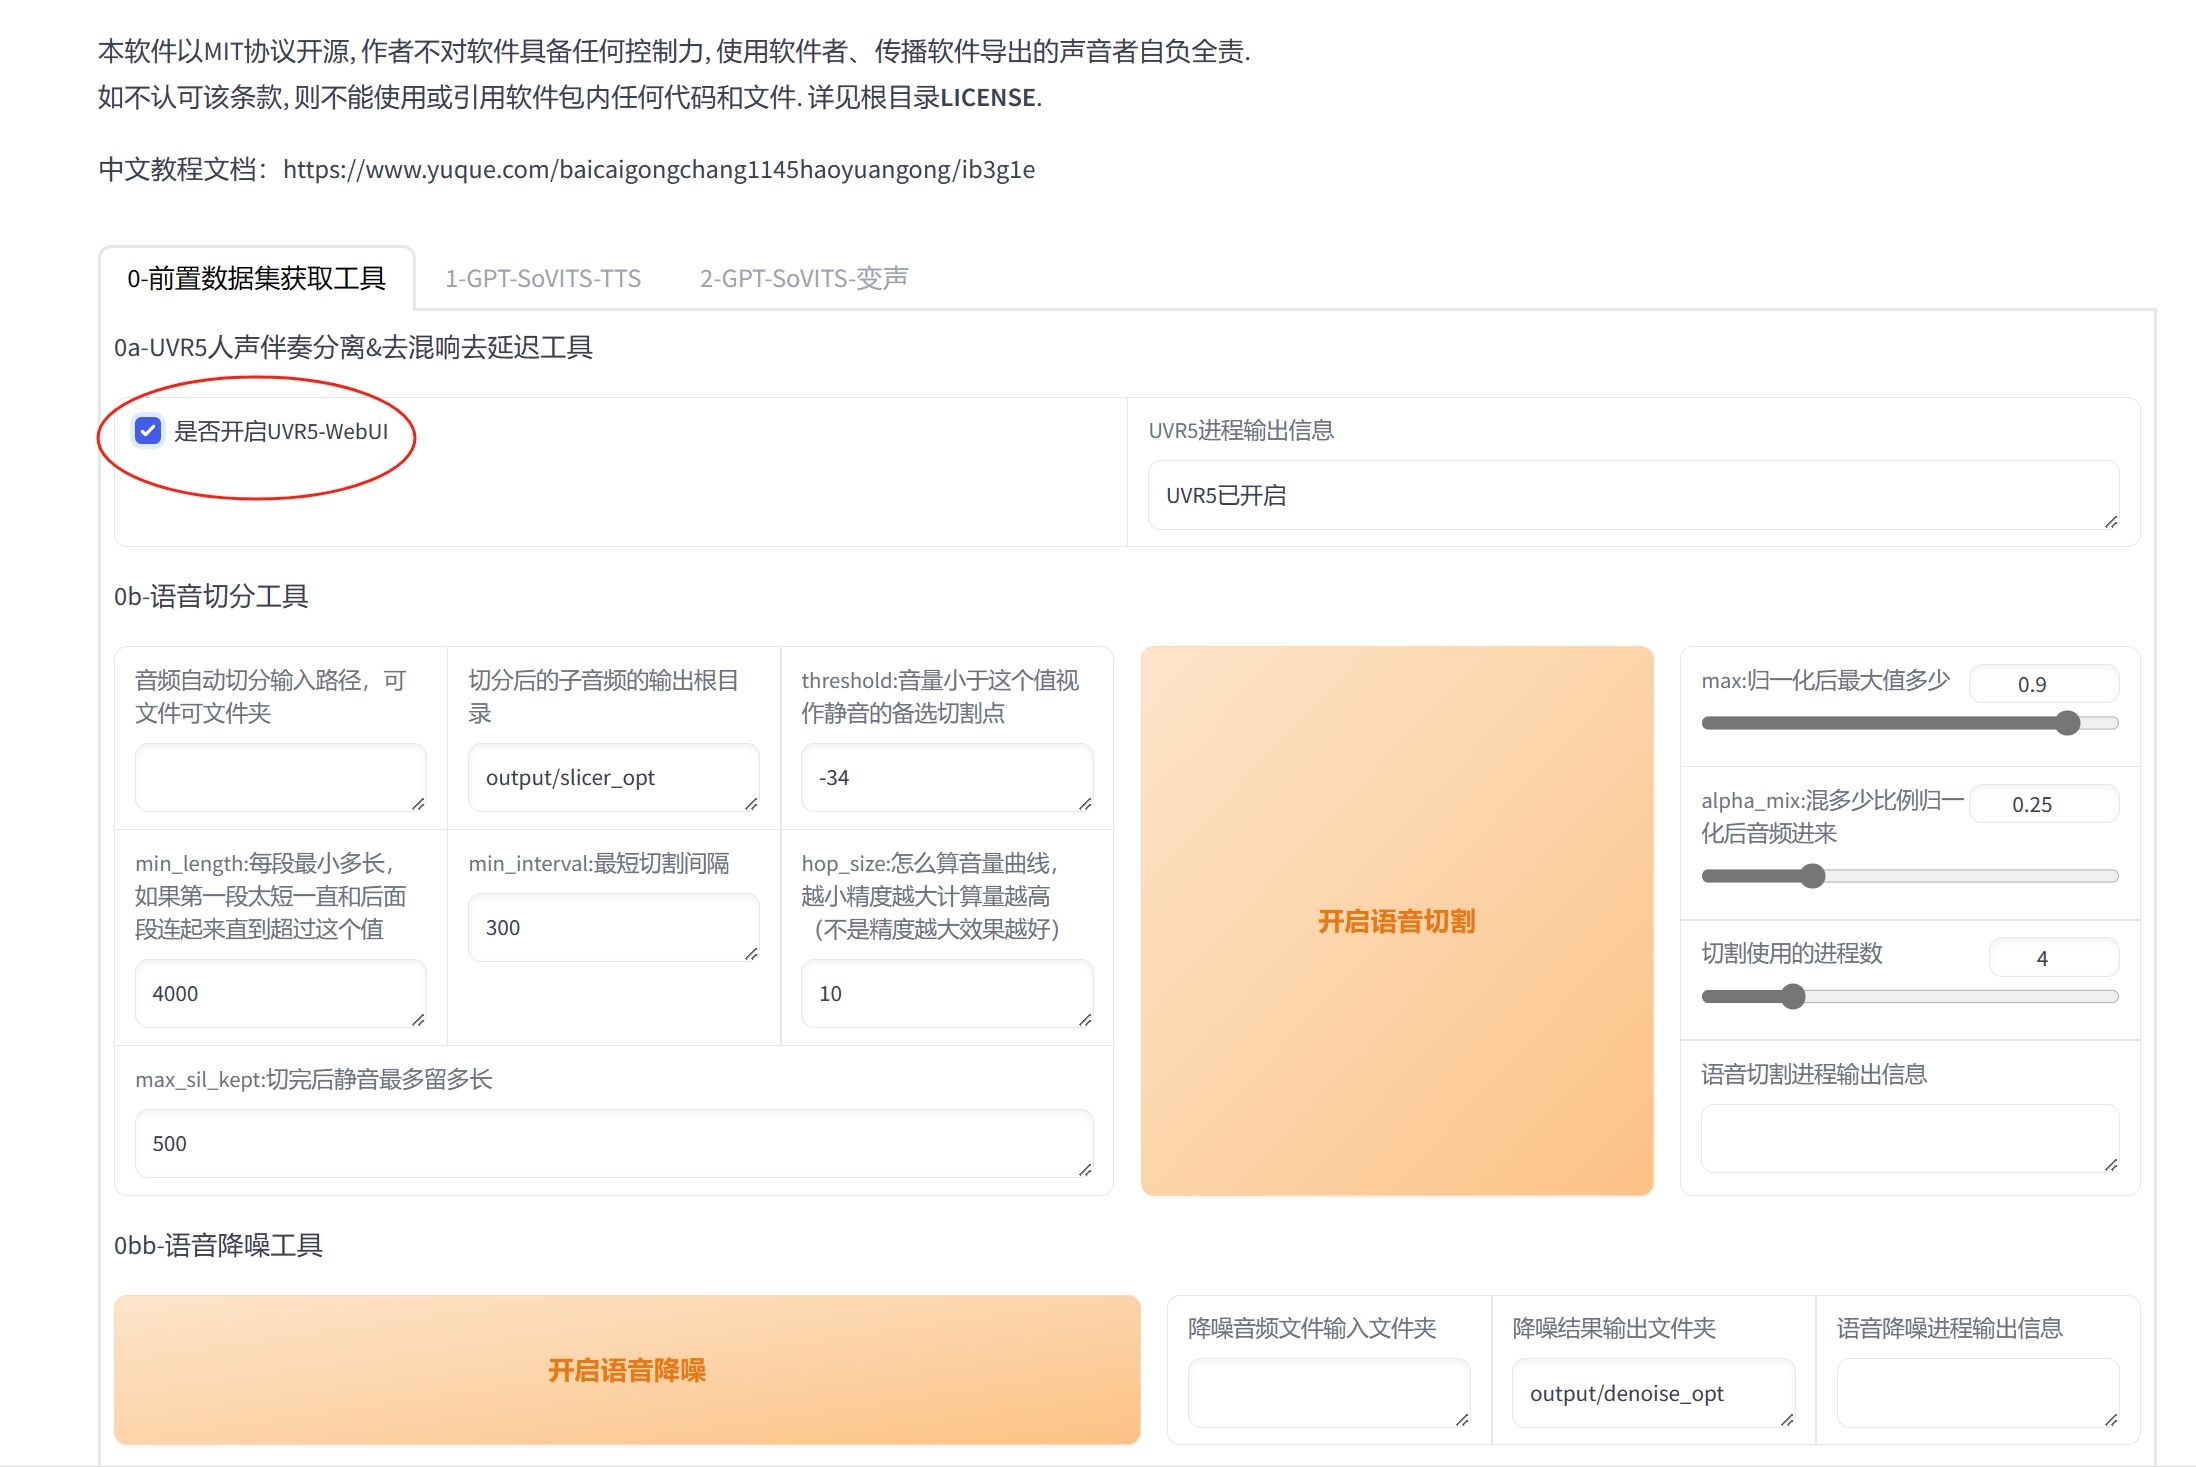 本软件以MIT协议开源, 作者不对软件具备任何控制力, 使用软件者、传播软件导出的声音者自负全责.
如不认可该条款, 则不能使用或引用软件包内任何代码和文件. 详见根目录LICENSE.
中文教程文档：https://www.yuque.com/baicaigongchang1145haoyuangong/ib3g1e
0-前置数据集获取工具
1-GPT-SoVITS-TTS
2-GPT-SoVITS-变声
0a-UVR5人声伴奏分离&去混响去延迟工具
是否开启UVR5-WebUI
UVR5进程输出信息
UVR5已开启
0b-语音切分工具
音频自动切分输入路径，可
文件可文件夹
切分后的子音频的输出根目
录
output/slicer_opt
threshold:音量小于这个值视
作静音的备选切割点
-34
min_length:每段最小多长，
如果第一段太短一直和后面
段连起来直到超过这个值
4000
min_interval:最短切割间隔
300
hop_size:怎么算音量曲线，
越小精度越大计算量越高
（不是精度越大效果越好）
10
max_sil_kept:切完后静音最多留多长
500
开启语音切割
max:归一化后最大值多少
0.9
alpha_mix:混多少比例归一
化后音频进来
0.25
切割使用的进程数
4
语音切割进程输出信息
0bb-语音降噪工具
开启语音降噪
降噪音频文件输入文件夹
降噪结果输出文件夹
output/denoise_opt
语音降噪进程输出信息